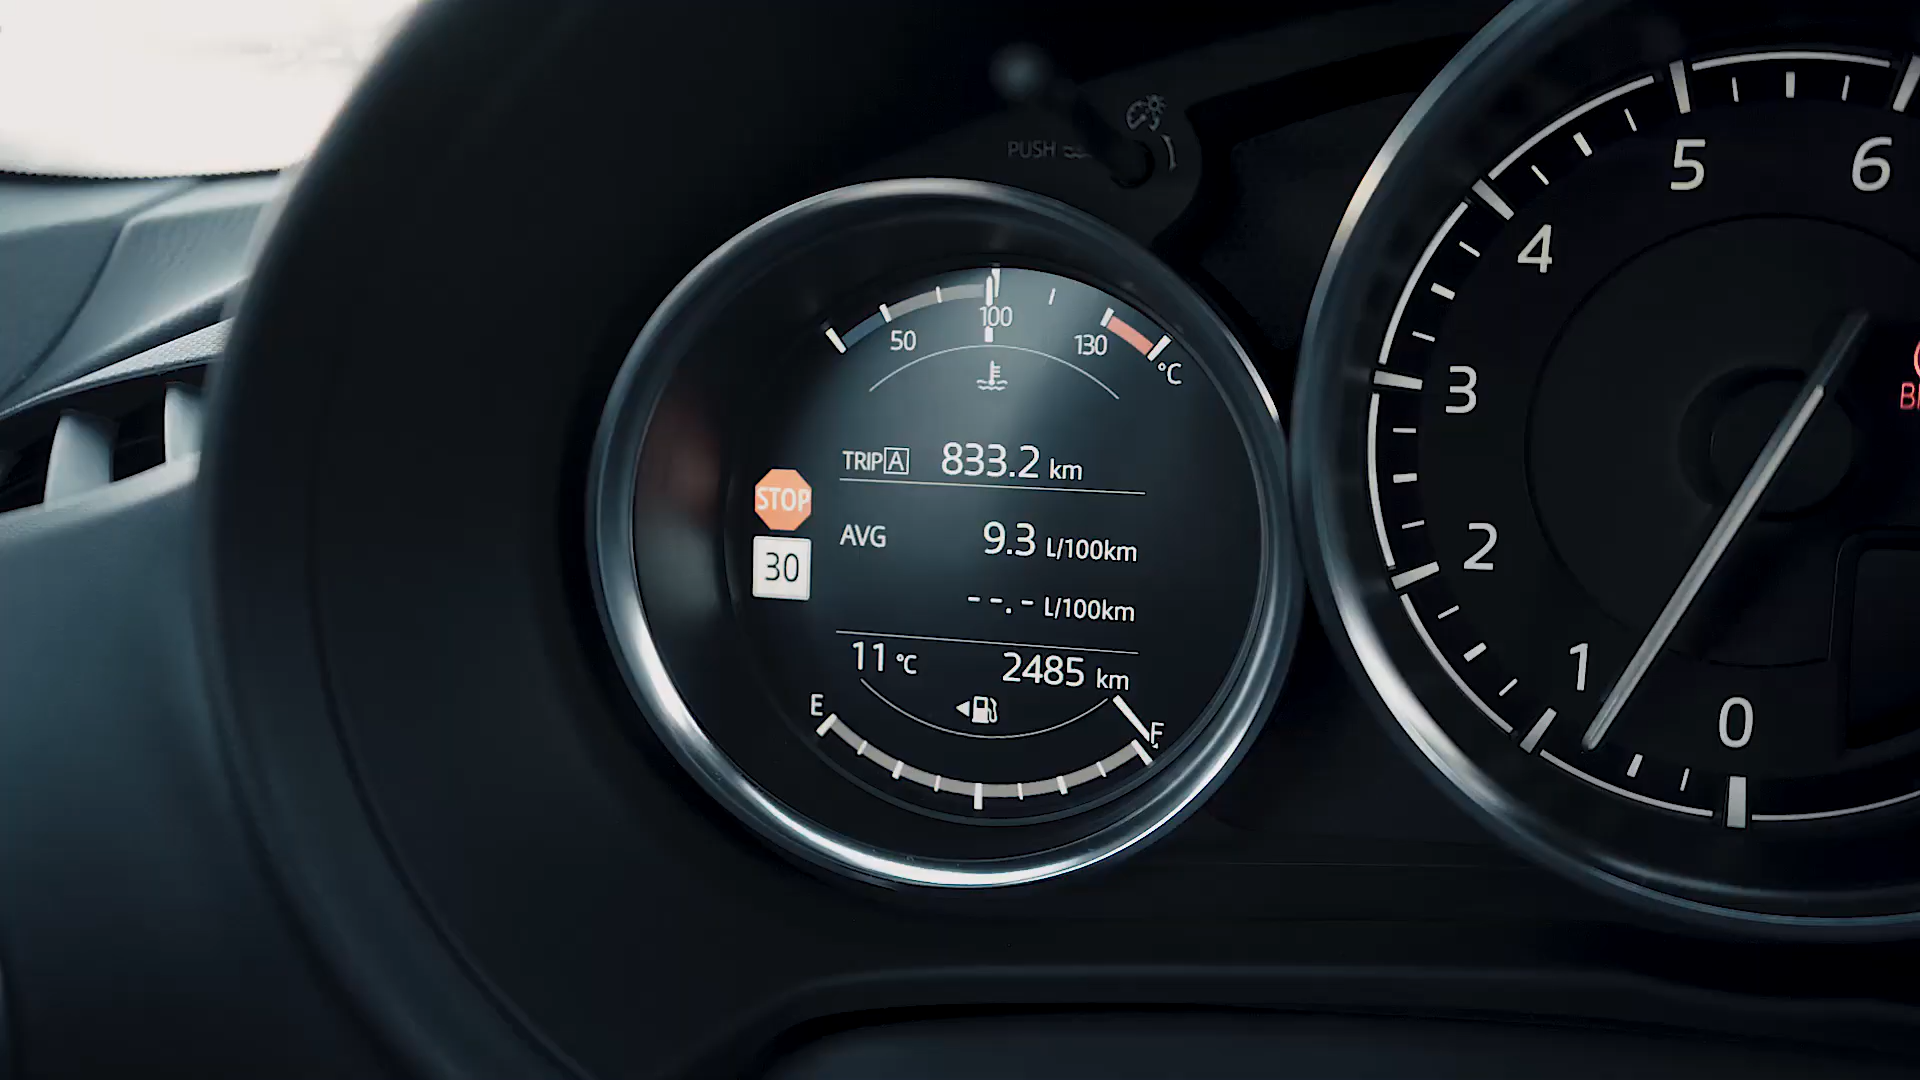 PUSH
50 100 130 °C
TRIP A 833.2 km
STOP
AVG 9.3 L/100km
30
--.- L/100km
11 °C 2485 km
E F
0 1 2 3 4 5 6